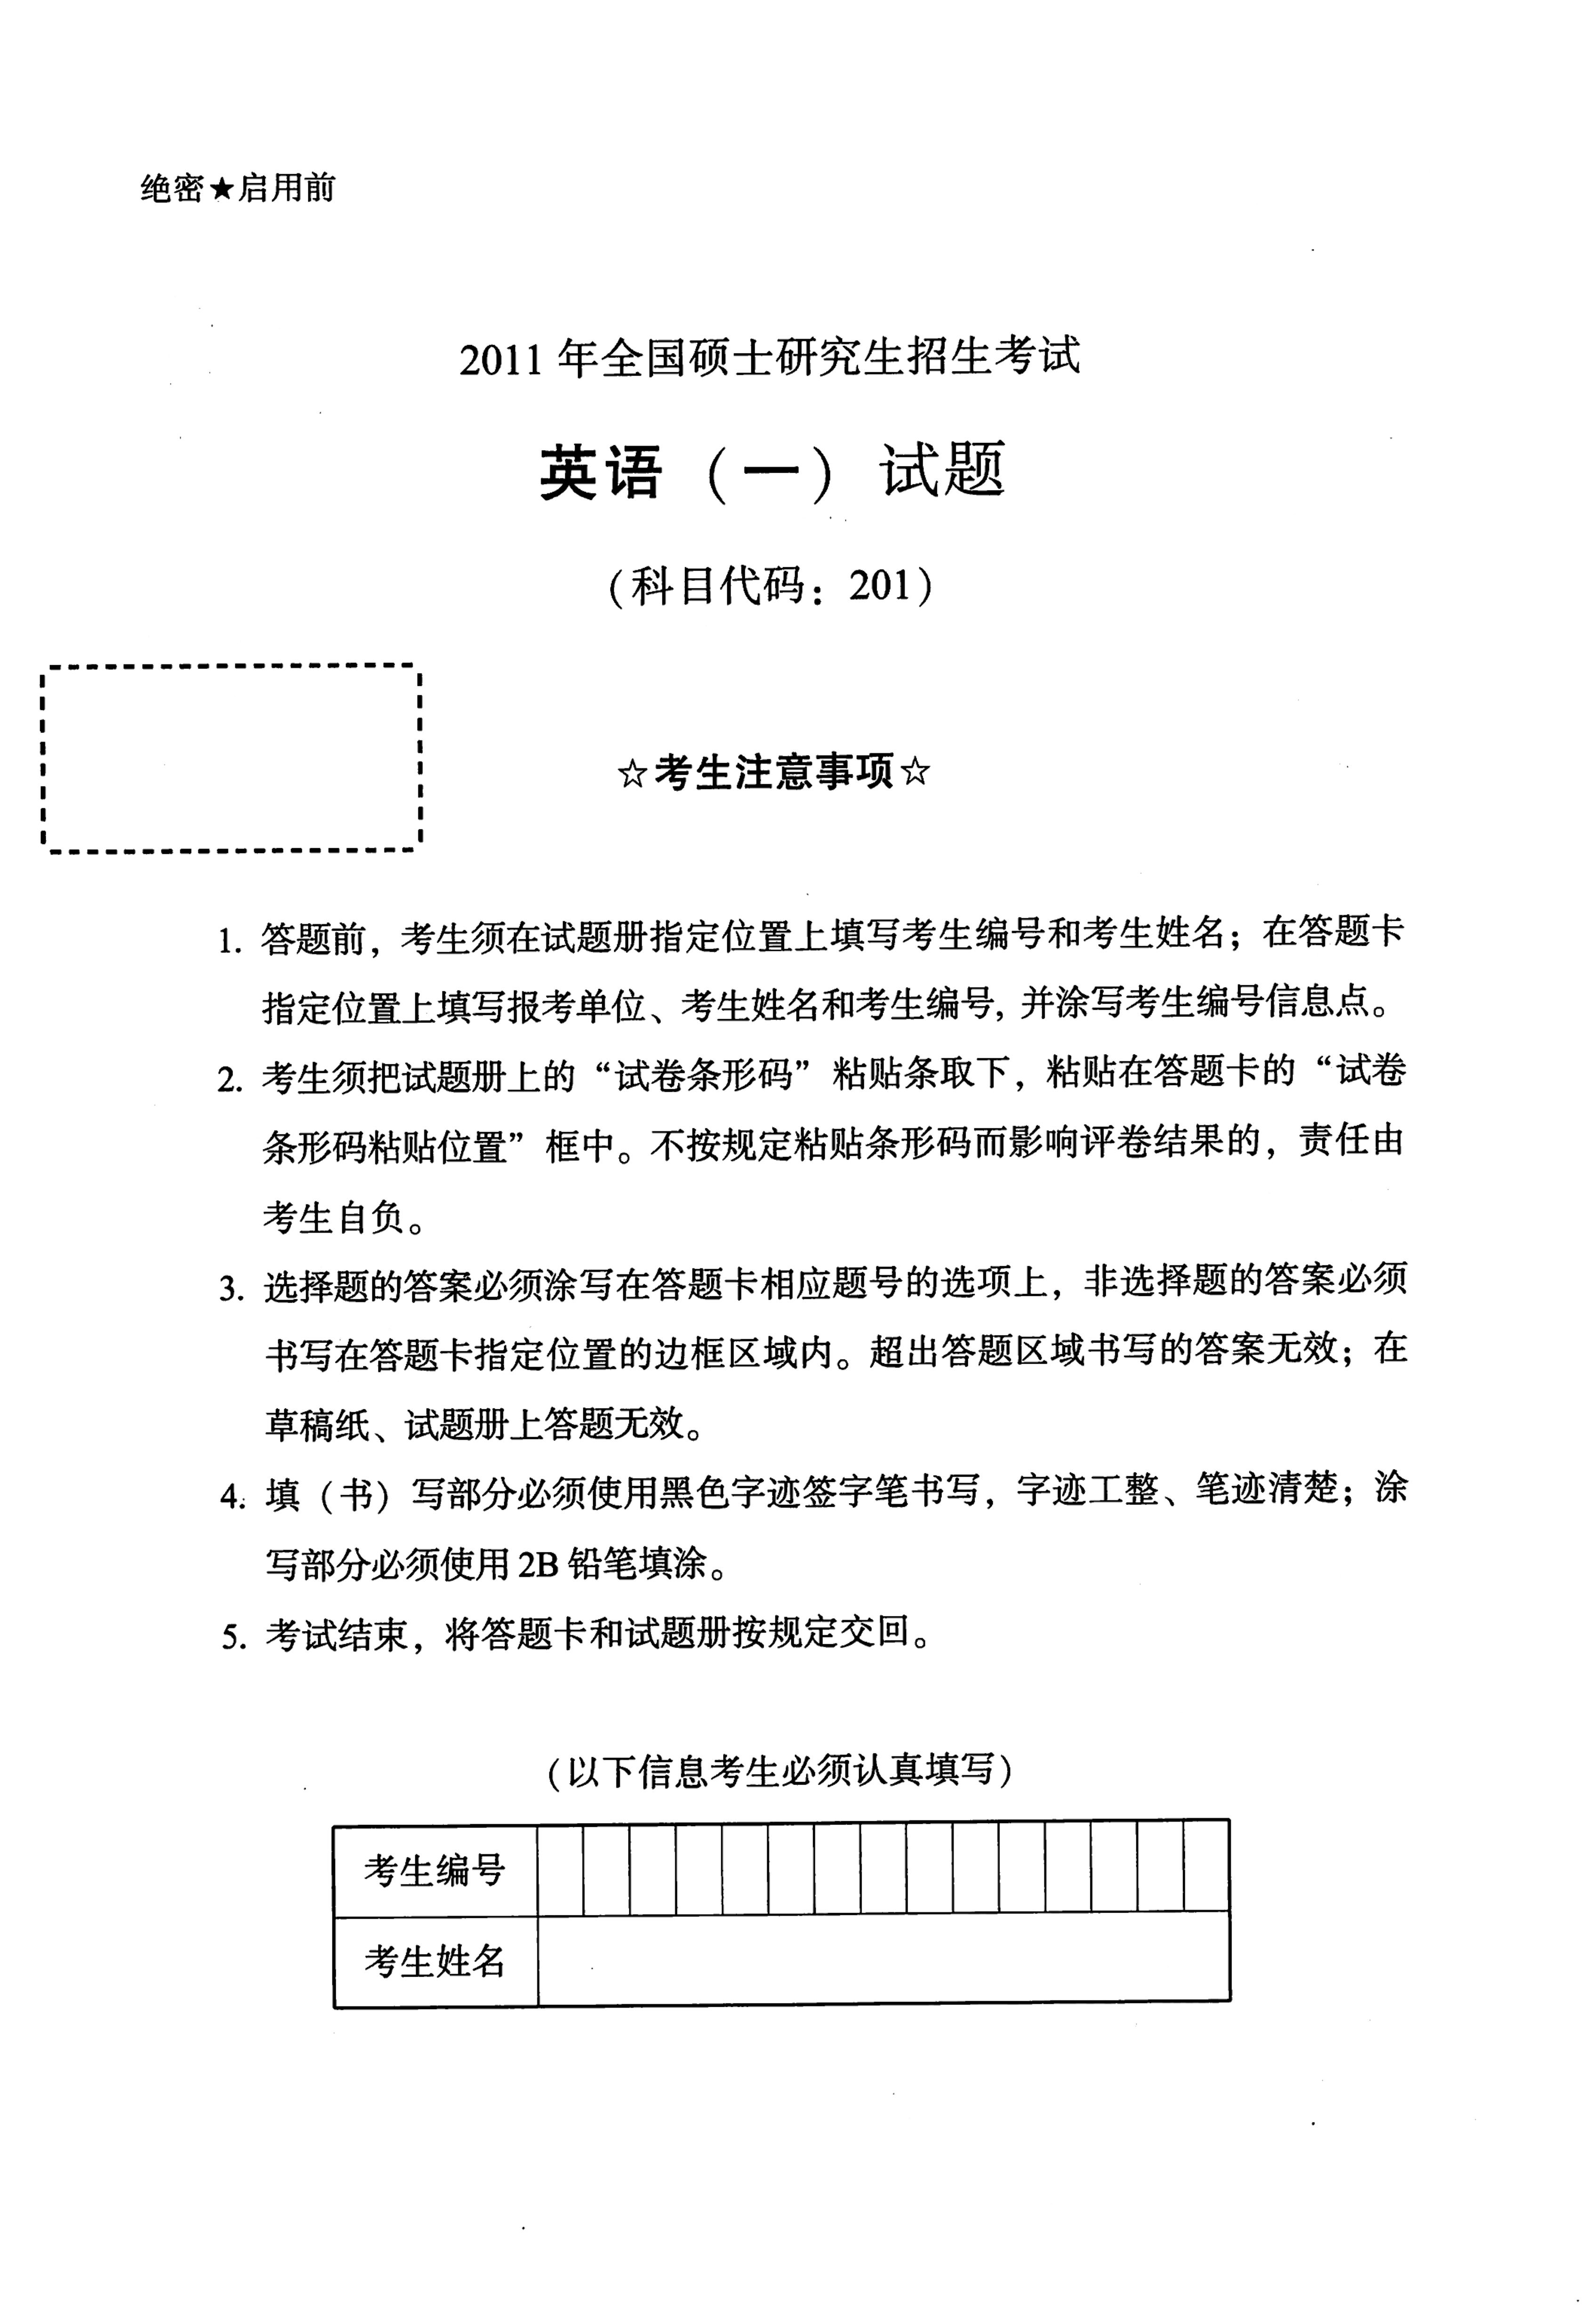 绝密★启用前
2011 年全国硕士研究生招生考试
英语（一）试题
（科目代码：201）
☆考生注意事项☆
1. 答题前，考生须在试题册指定位置上填写考生编号和考生姓名；在答题卡
指定位置上填写报考单位、考生姓名和考生编号，并涂写考生编号信息点。
2. 考生须把试题册上的“试卷条形码”粘贴条取下，粘贴在答题卡的“试卷
条形码粘贴位置”框中。不按规定粘贴条形码而影响评卷结果的，责任由
考生自负。
3. 选择题的答案必须涂写在答题卡相应题号的选项上，非选择题的答案必须
书写在答题卡指定位置的边框区域内。超出答题区域书写的答案无效；在
草稿纸、试题册上答题无效。
4. 填（书）写部分必须使用黑色字迹签字笔书写，字迹工整、笔迹清楚；涂
写部分必须使用 2B 铅笔填涂。
5. 考试结束，将答题卡和试题册按规定交回。
（以下信息考生必须认真填写）
考生编号
考生姓名